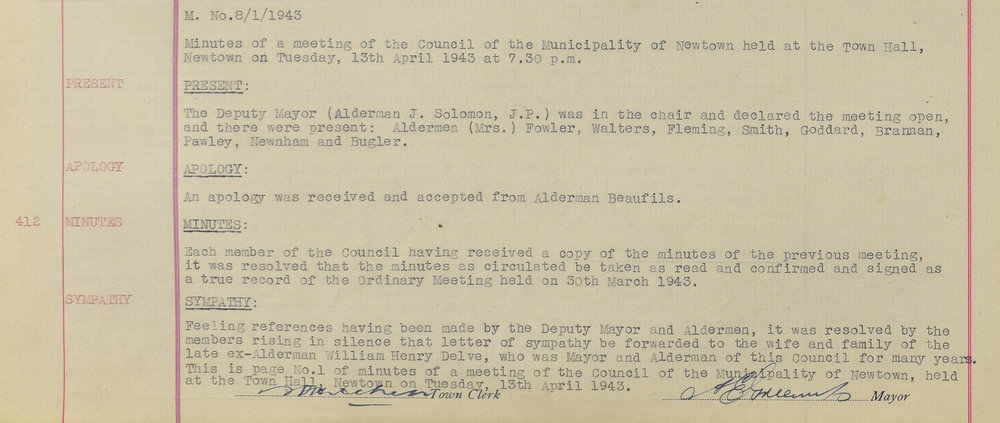 M. No.8/1/1943
Minutes of a meeting of the Council of the Municipality of Newtown held at the Town Hall,
Newtown on Tuesday, 13th April 1943 at 7.30 p.m.
PRESENT PRESENT:
The Deputy Mayor (Alderman J. Solomon, J.P.) was in the chair and declared the meeting open,
and there were present: Aldermen (Mrs.) Fowler, Walters, Fleming, Smith, Goddard, Brannan,
Pawley, Newnham and Bugler.
APOLOGY APOLOGY:
An apology was received and accepted from Alderman Beaufils.
412 MINUTES MINUTES:
Each member of the Council having received a copy of the minutes of the previous meeting,
it was resolved that the minutes as circulated be taken as read and confirmed and signed as
a true record of the Ordinary Meeting held on 30th March 1943.
SYMPATHY SYMPATHY:
Feeling references having been made by the Deputy Mayor and Aldermen, it was resolved by the
members rising in silence that letter of sympathy be forwarded to the wife and family of the
late ex-Alderman William Henry Delve, who was Mayor and Alderman of this Council for many years.
This is page No.1 of minutes of a meeting of the Council of the Municipality of Newtown, held
at the Town Hall, Newtown on Tuesday, 13th April 1943.
Town Clerk Mayor